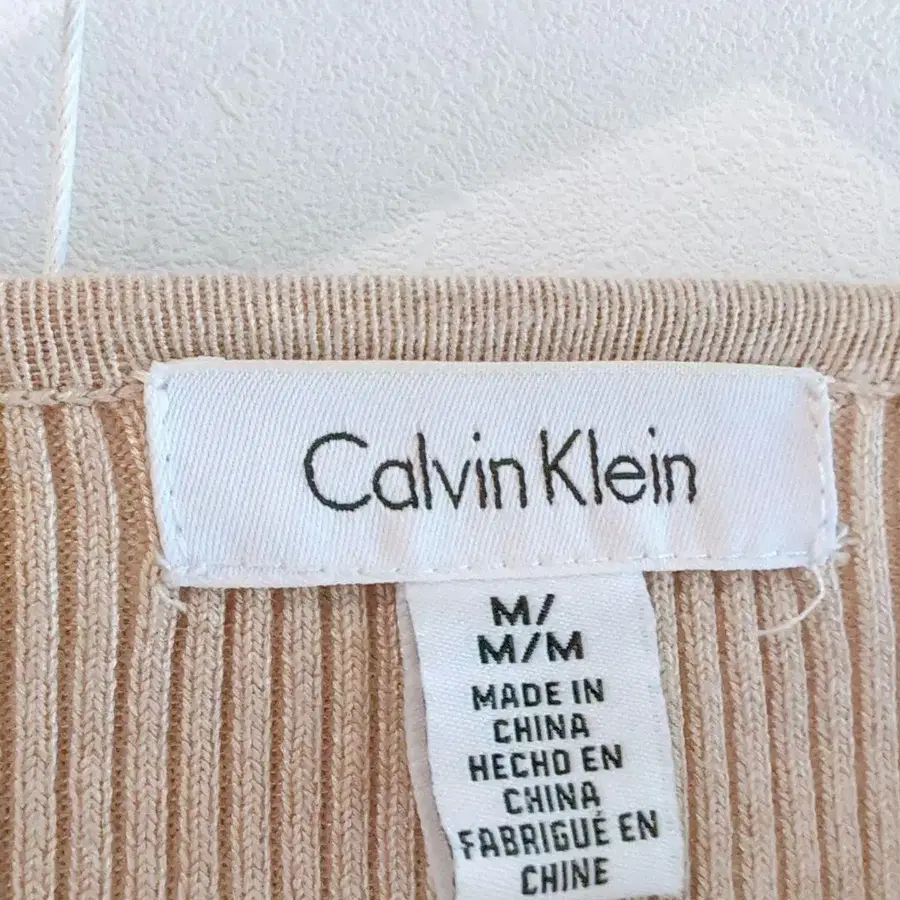 Calvin Klein
M/
M/M
MADE IN
CHINA
HECHO EN
CHINA
FABRIGUÉ EN
CHINE